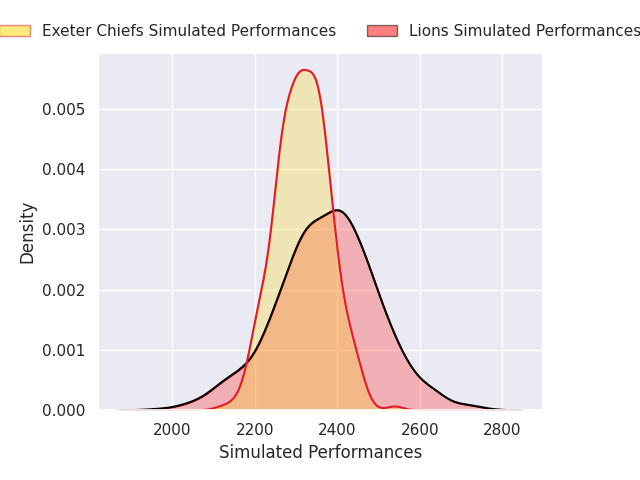 Exeter Chiefs Simulated Performances
Lions Simulated Performances
0.005
0.004
0.003
0.002
0.001
0.000
Density
2000
2200
2400
2600
2800
Simulated Performances